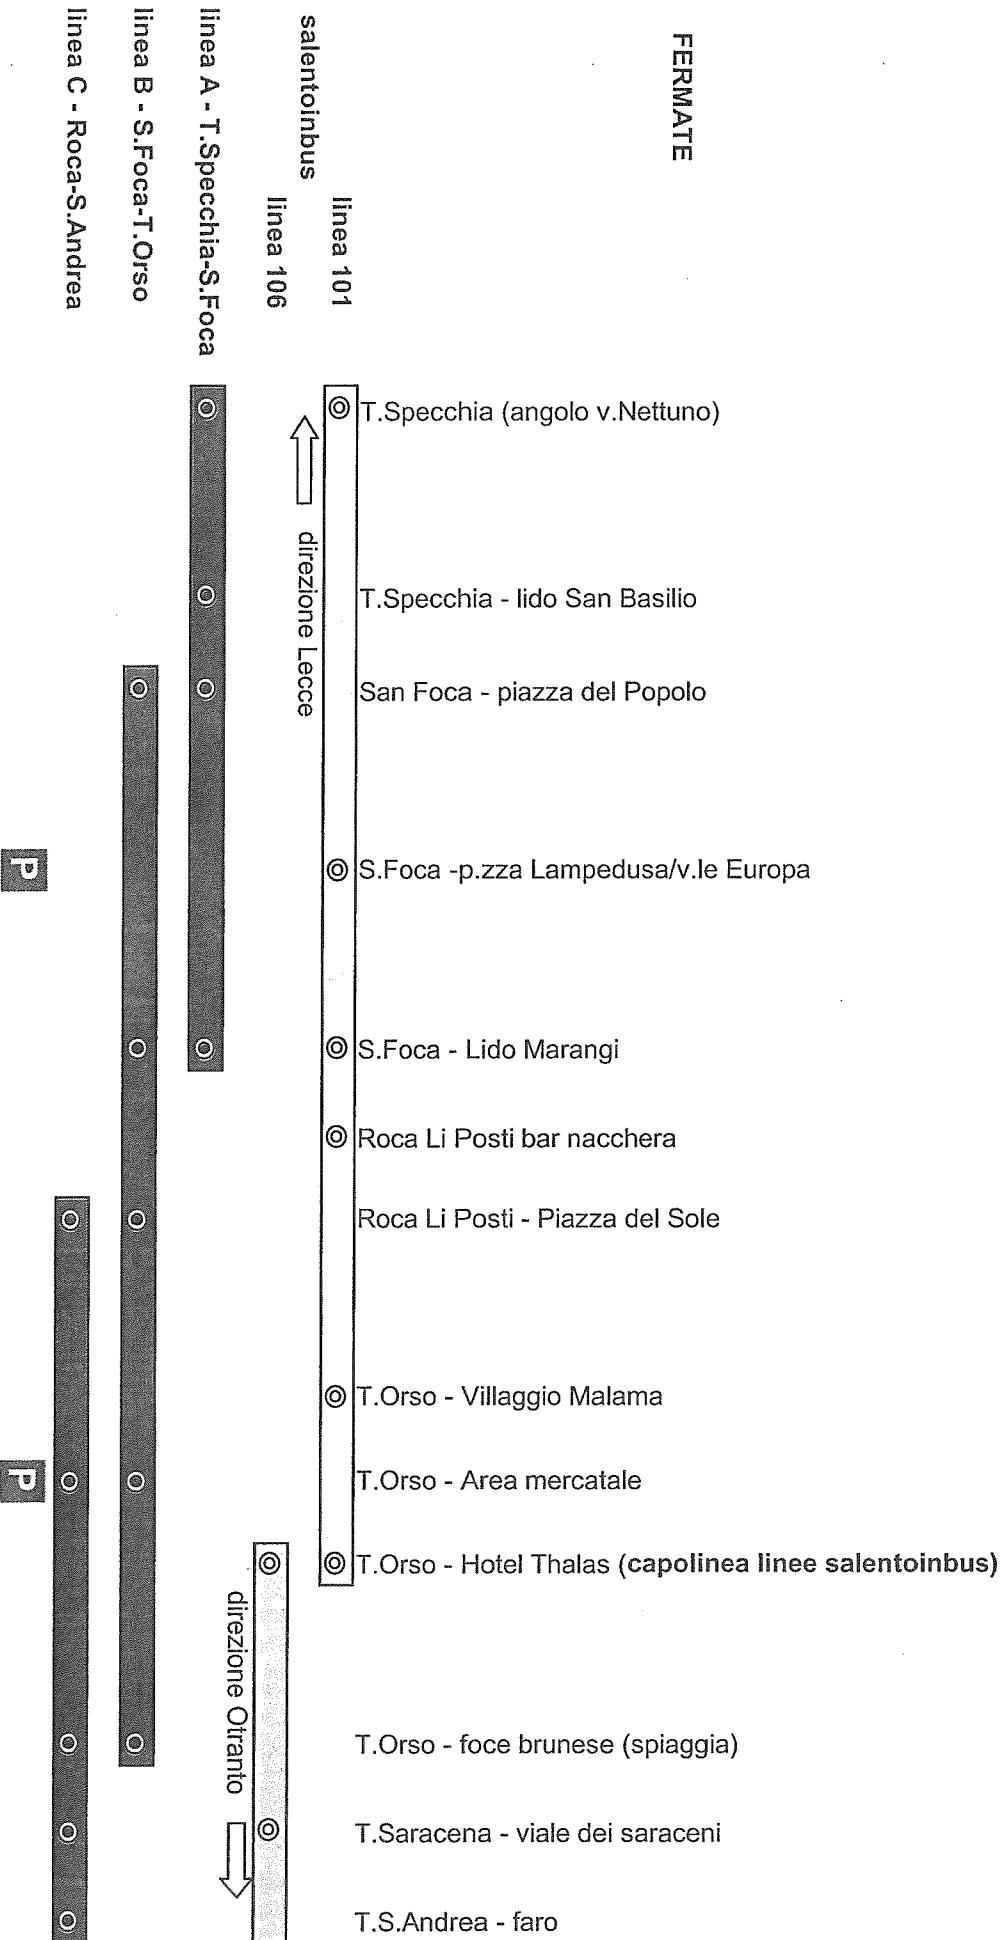 FERMATE
salentoinbus
linea 101
linea 106
linea A - T.Specchia-S.Foca
linea B - S.Foca-T.Orso
linea C - Roca-S.Andrea
T.Specchia (angolo v.Nettuno)
direzione Lecce
T.Specchia - lido San Basilio
San Foca - piazza del Popolo
S.Foca -p.zza Lampedusa/v.le Europa
P
S.Foca - Lido Marangi
Roca Li Posti bar nacchera
Roca Li Posti - Piazza del Sole
T.Orso - Villaggio Malama
T.Orso - Area mercatale
P
T.Orso - Hotel Thalas (capolinea linee salentoinbus)
direzione Otranto
T.Orso - foce brunese (spiaggia)
T.Saracena - viale dei saraceni
T.S.Andrea - faro